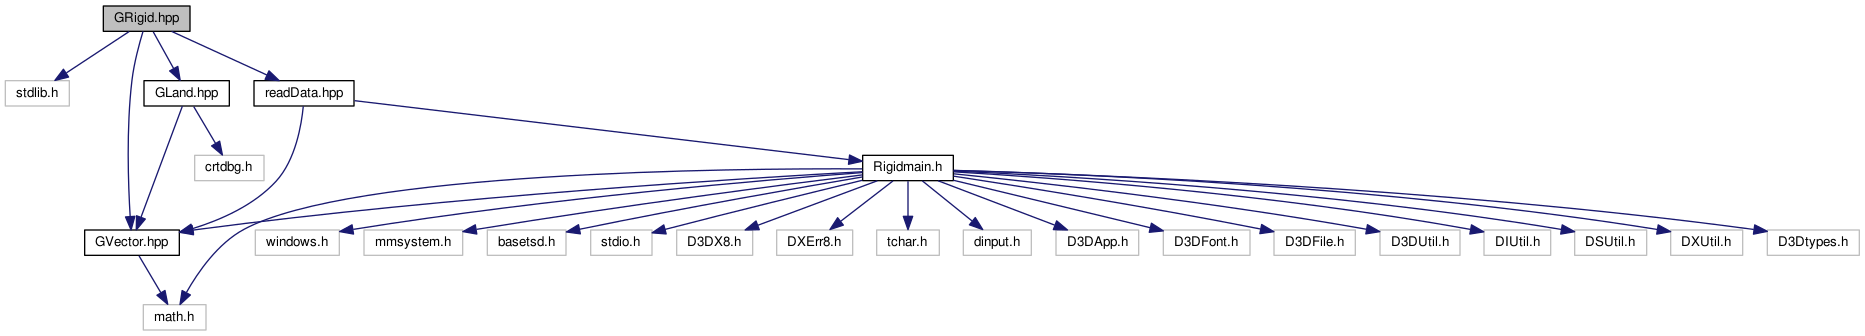 GRigid.hpp
stdlib.h
GLand.hpp
readData.hpp
crtdbg.h
Rigidmain.h
GVector.hpp
windows.h
mmsystem.h
basetsd.h
stdio.h
D3DX8.h
DXErr8.h
tchar.h
dinput.h
D3DApp.h
D3DFont.h
D3DFile.h
D3DUtil.h
DIUtil.h
DSUtil.h
DXUtil.h
D3Dtypes.h
math.h